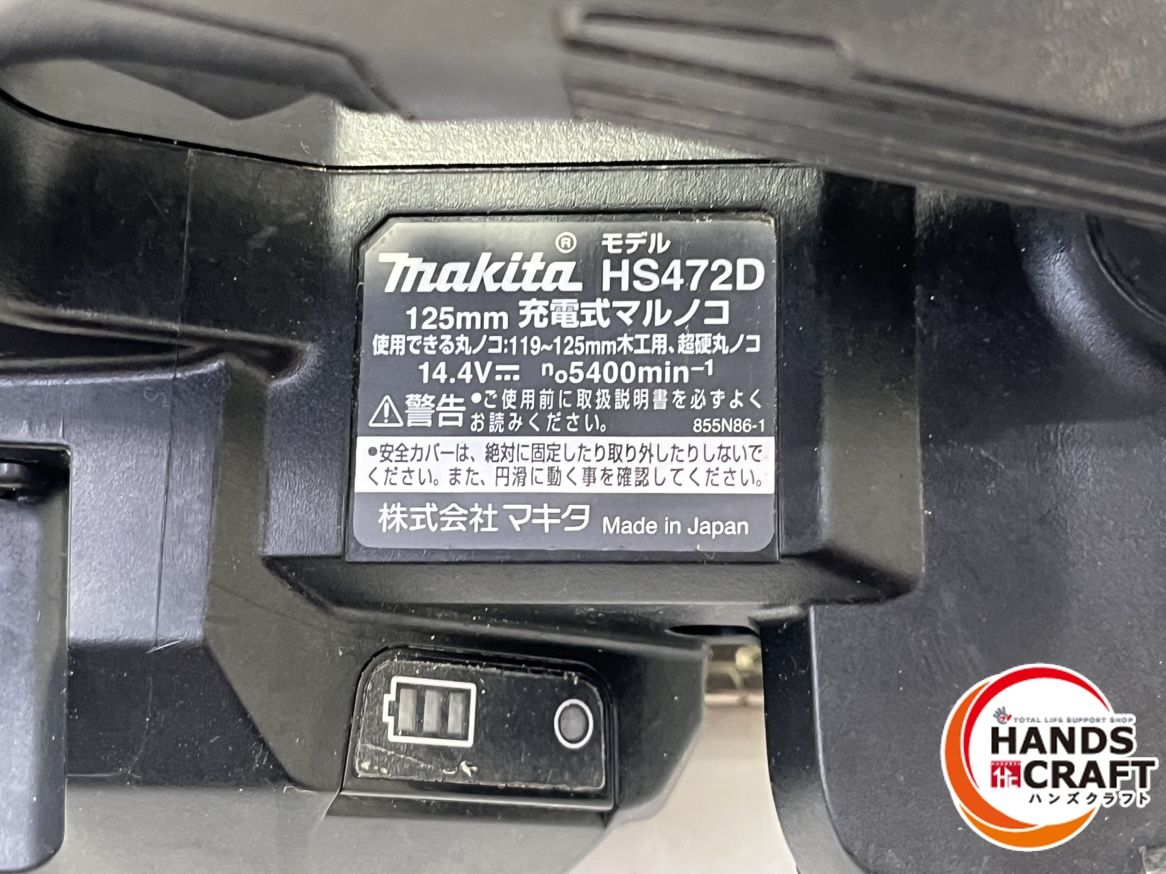 makita® モデル HS472D
125mm 充電式マルノコ
使用できる丸ノコ:119~125mm木工用、超硬丸ノコ
14.4V⎓ no5400min⁻¹
⚠警告 •ご使用前に取扱説明書を必ずよく
お読みください。 855N86-1
•安全カバーは、絶対に固定したり取り外したりしないで
ください。また、円滑に動く事を確認してください。
株式会社マキタ Made in Japan
TOTAL LIFE SUPPORT SHOP
HANDS
CRAFT
ハンズクラフト